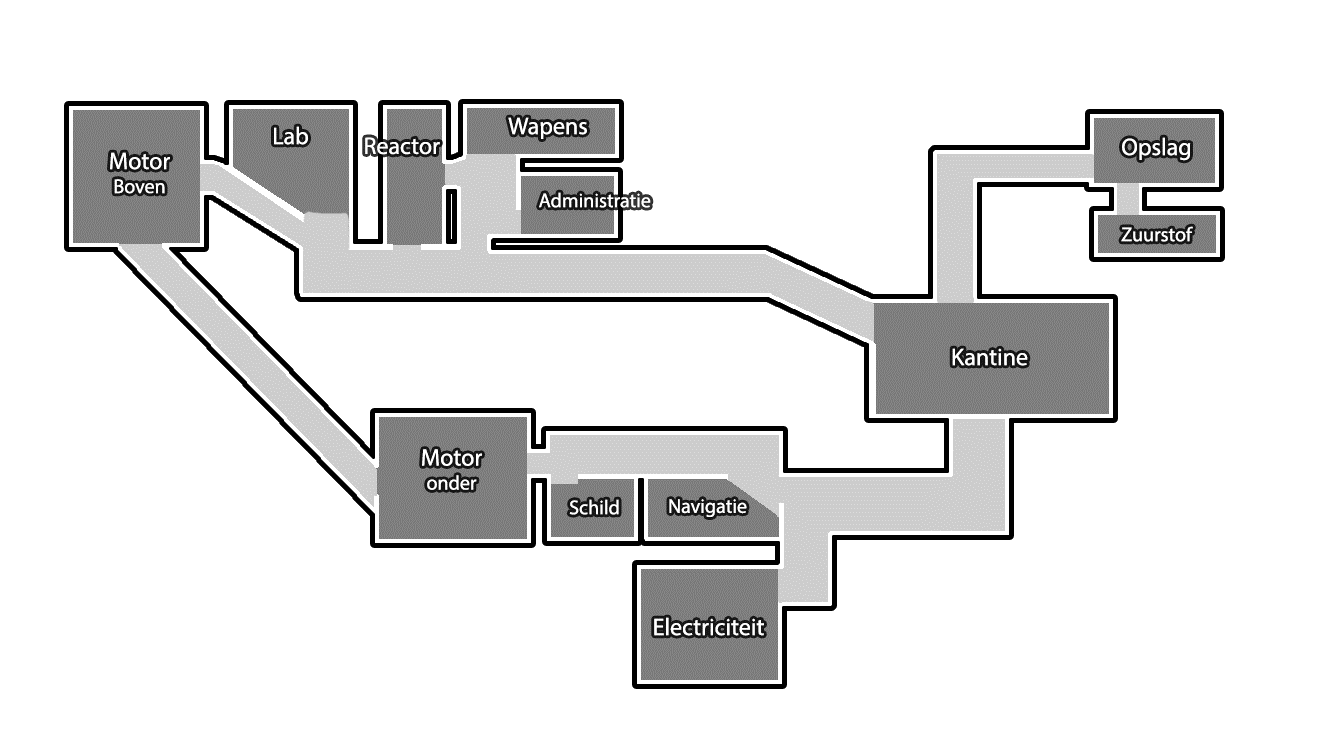 Lab
Reactor
Wapens
Motor
Boven
Administratie
Opslag
Zuurstof
Kantine
Motor
onder
Schild
Navigatie
Electriciteit